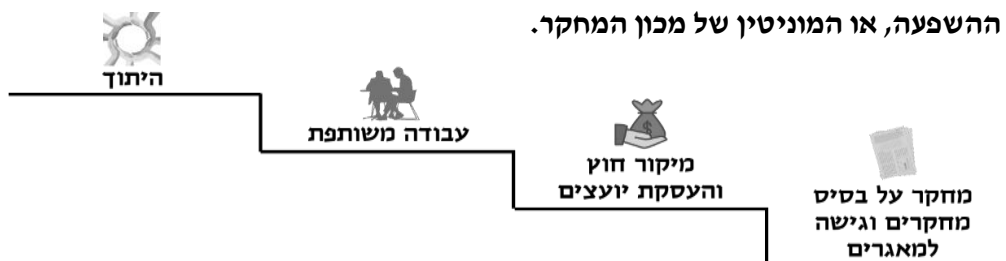 ההשפעה, או המוניטין של מכון המחקר.
היתוך
עבודה משותפת
מיקור חוץ
והעסקת יועצים
מחקר על בסיס
מחקרים וגישה
למאגרים